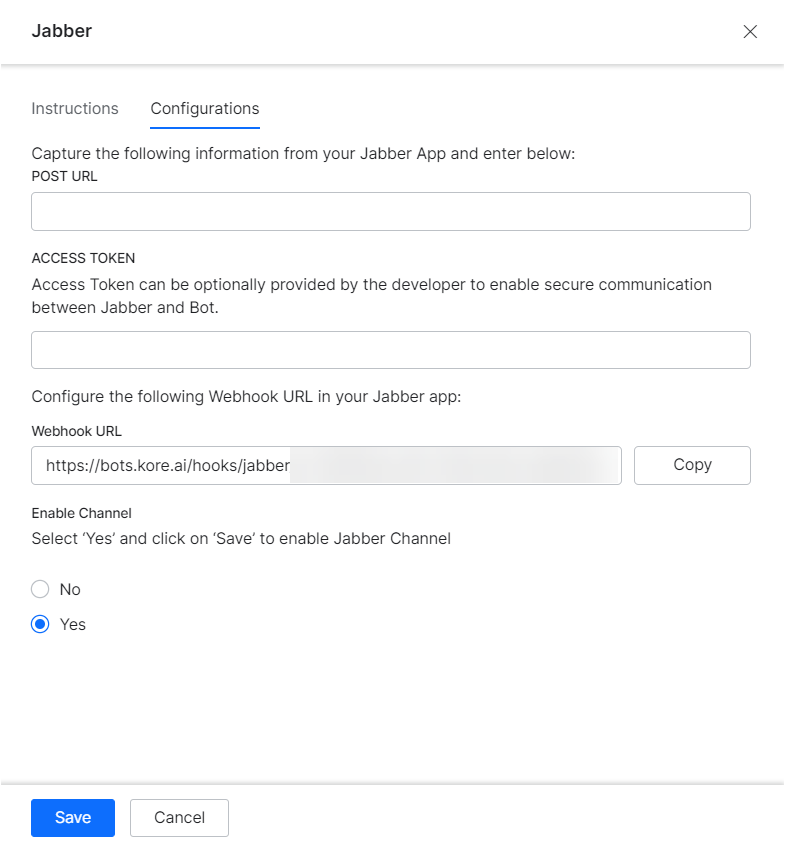 Jabber
Instructions
Configurations
Capture the following information from your Jabber App and enter below:
POST URL
ACCESS TOKEN
Access Token can be optionally provided by the developer to enable secure communication
between Jabber and Bot.
Configure the following Webhook URL in your Jabber app:
Webhook URL
https://bots.kore.ai/hooks/jabber
Copy
Enable Channel
Select ‘Yes’ and click on ‘Save’ to enable Jabber Channel
No
Yes
Save
Cancel